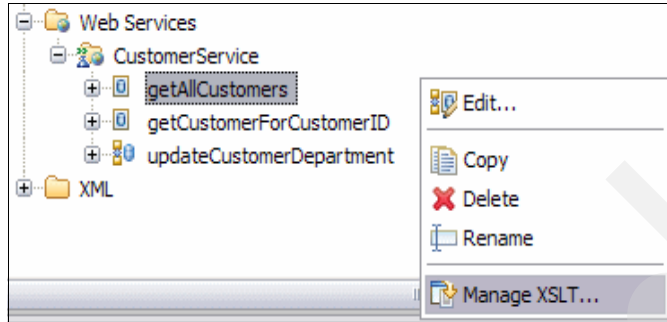 Web Services
CustomerService
getAllCustomers
getCustomerForCustomerID
updateCustomerDepartment
XML
Edit...
Copy
Delete
Rename
Manage XSLT...